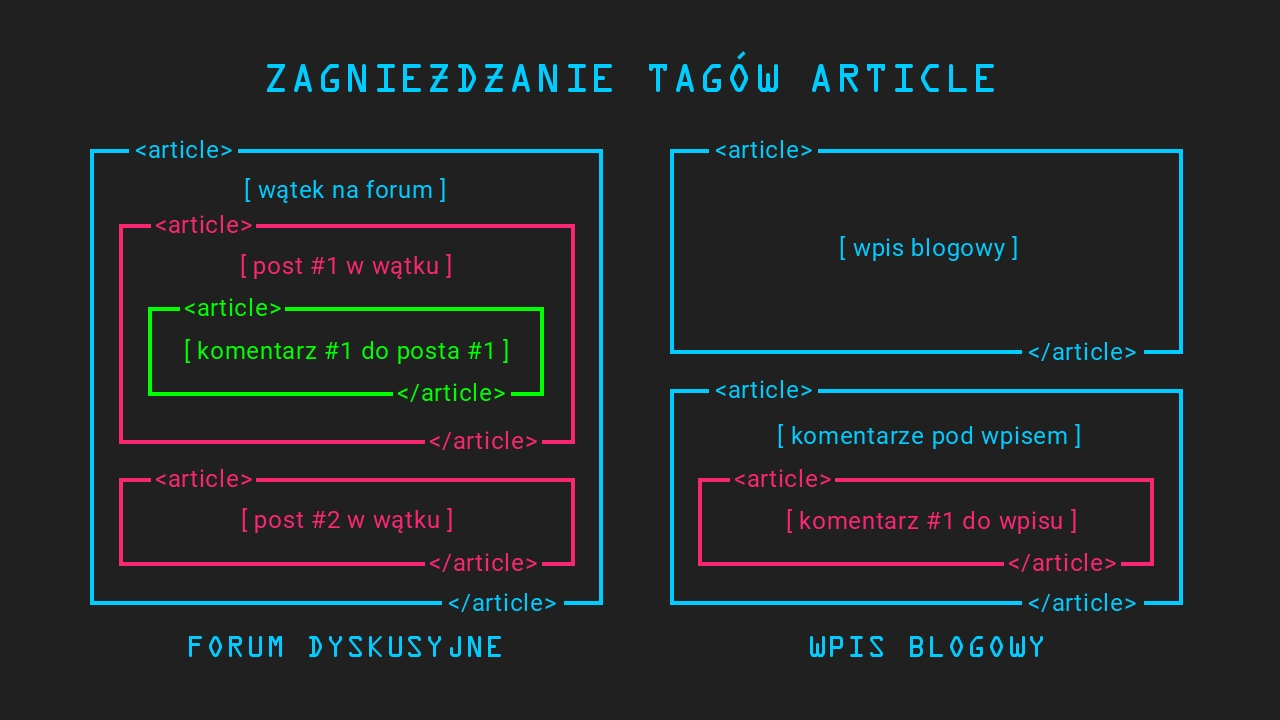 ZAGNIEŻDŻANIE TAGÓW ARTICLE
<article>
[ wątek na forum ]
<article>
[ post #1 w wątku ]
<article>
[ komentarz #1 do posta #1 ]
</article>
</article>
<article>
[ post #2 w wątku ]
</article>
</article>
FORUM DYSKUSYJNE
<article>
[ wpis blogowy ]
</article>
<article>
[ komentarze pod wpisem ]
<article>
[ komentarz #1 do wpisu ]
</article>
</article>
WPIS BLOGOWY